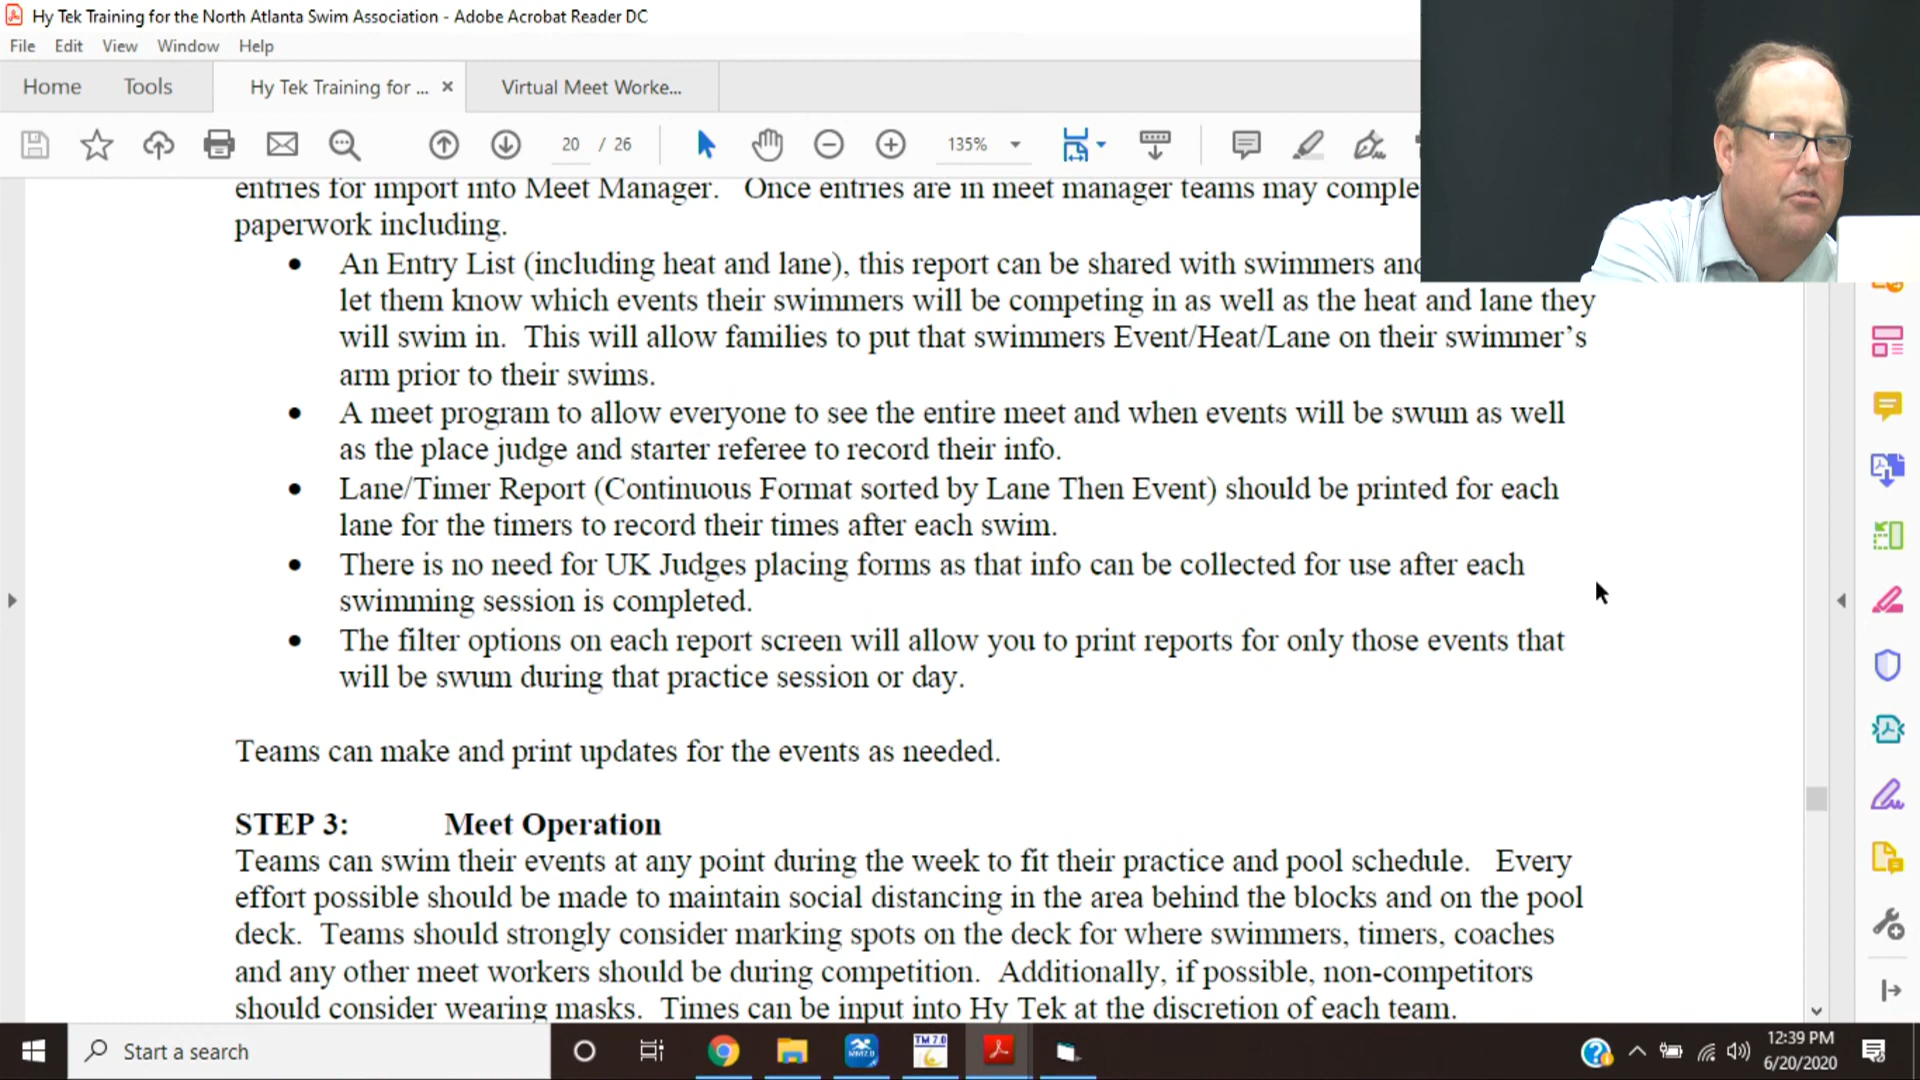 Hy Tek Training for the North Atlanta Swim Association - Adobe Acrobat Reader DC
File Edit View Window Help
Home Tools Hy Tek Training for ... × Virtual Meet Worke...
20 / 26 135%
entries for import into Meet Manager. Once entries are in meet manager teams may comple
paperwork including.
• An Entry List (including heat and lane), this report can be shared with swimmers and
let them know which events their swimmers will be competing in as well as the heat and lane they
will swim in. This will allow families to put that swimmers Event/Heat/Lane on their swimmer’s
arm prior to their swims.
• A meet program to allow everyone to see the entire meet and when events will be swum as well
as the place judge and starter referee to record their info.
• Lane/Timer Report (Continuous Format sorted by Lane Then Event) should be printed for each
lane for the timers to record their times after each swim.
• There is no need for UK Judges placing forms as that info can be collected for use after each
swimming session is completed.
• The filter options on each report screen will allow you to print reports for only those events that
will be swum during that practice session or day.
Teams can make and print updates for the events as needed.
STEP 3: Meet Operation
Teams can swim their events at any point during the week to fit their practice and pool schedule. Every
effort possible should be made to maintain social distancing in the area behind the blocks and on the pool
deck. Teams should strongly consider marking spots on the deck for where swimmers, timers, coaches
and any other meet workers should be during competition. Additionally, if possible, non-competitors
should consider wearing masks. Times can be input into Hy Tek at the discretion of each team.
Start a search
MM7.0
TM 7.0
12:39 PM
6/20/2020